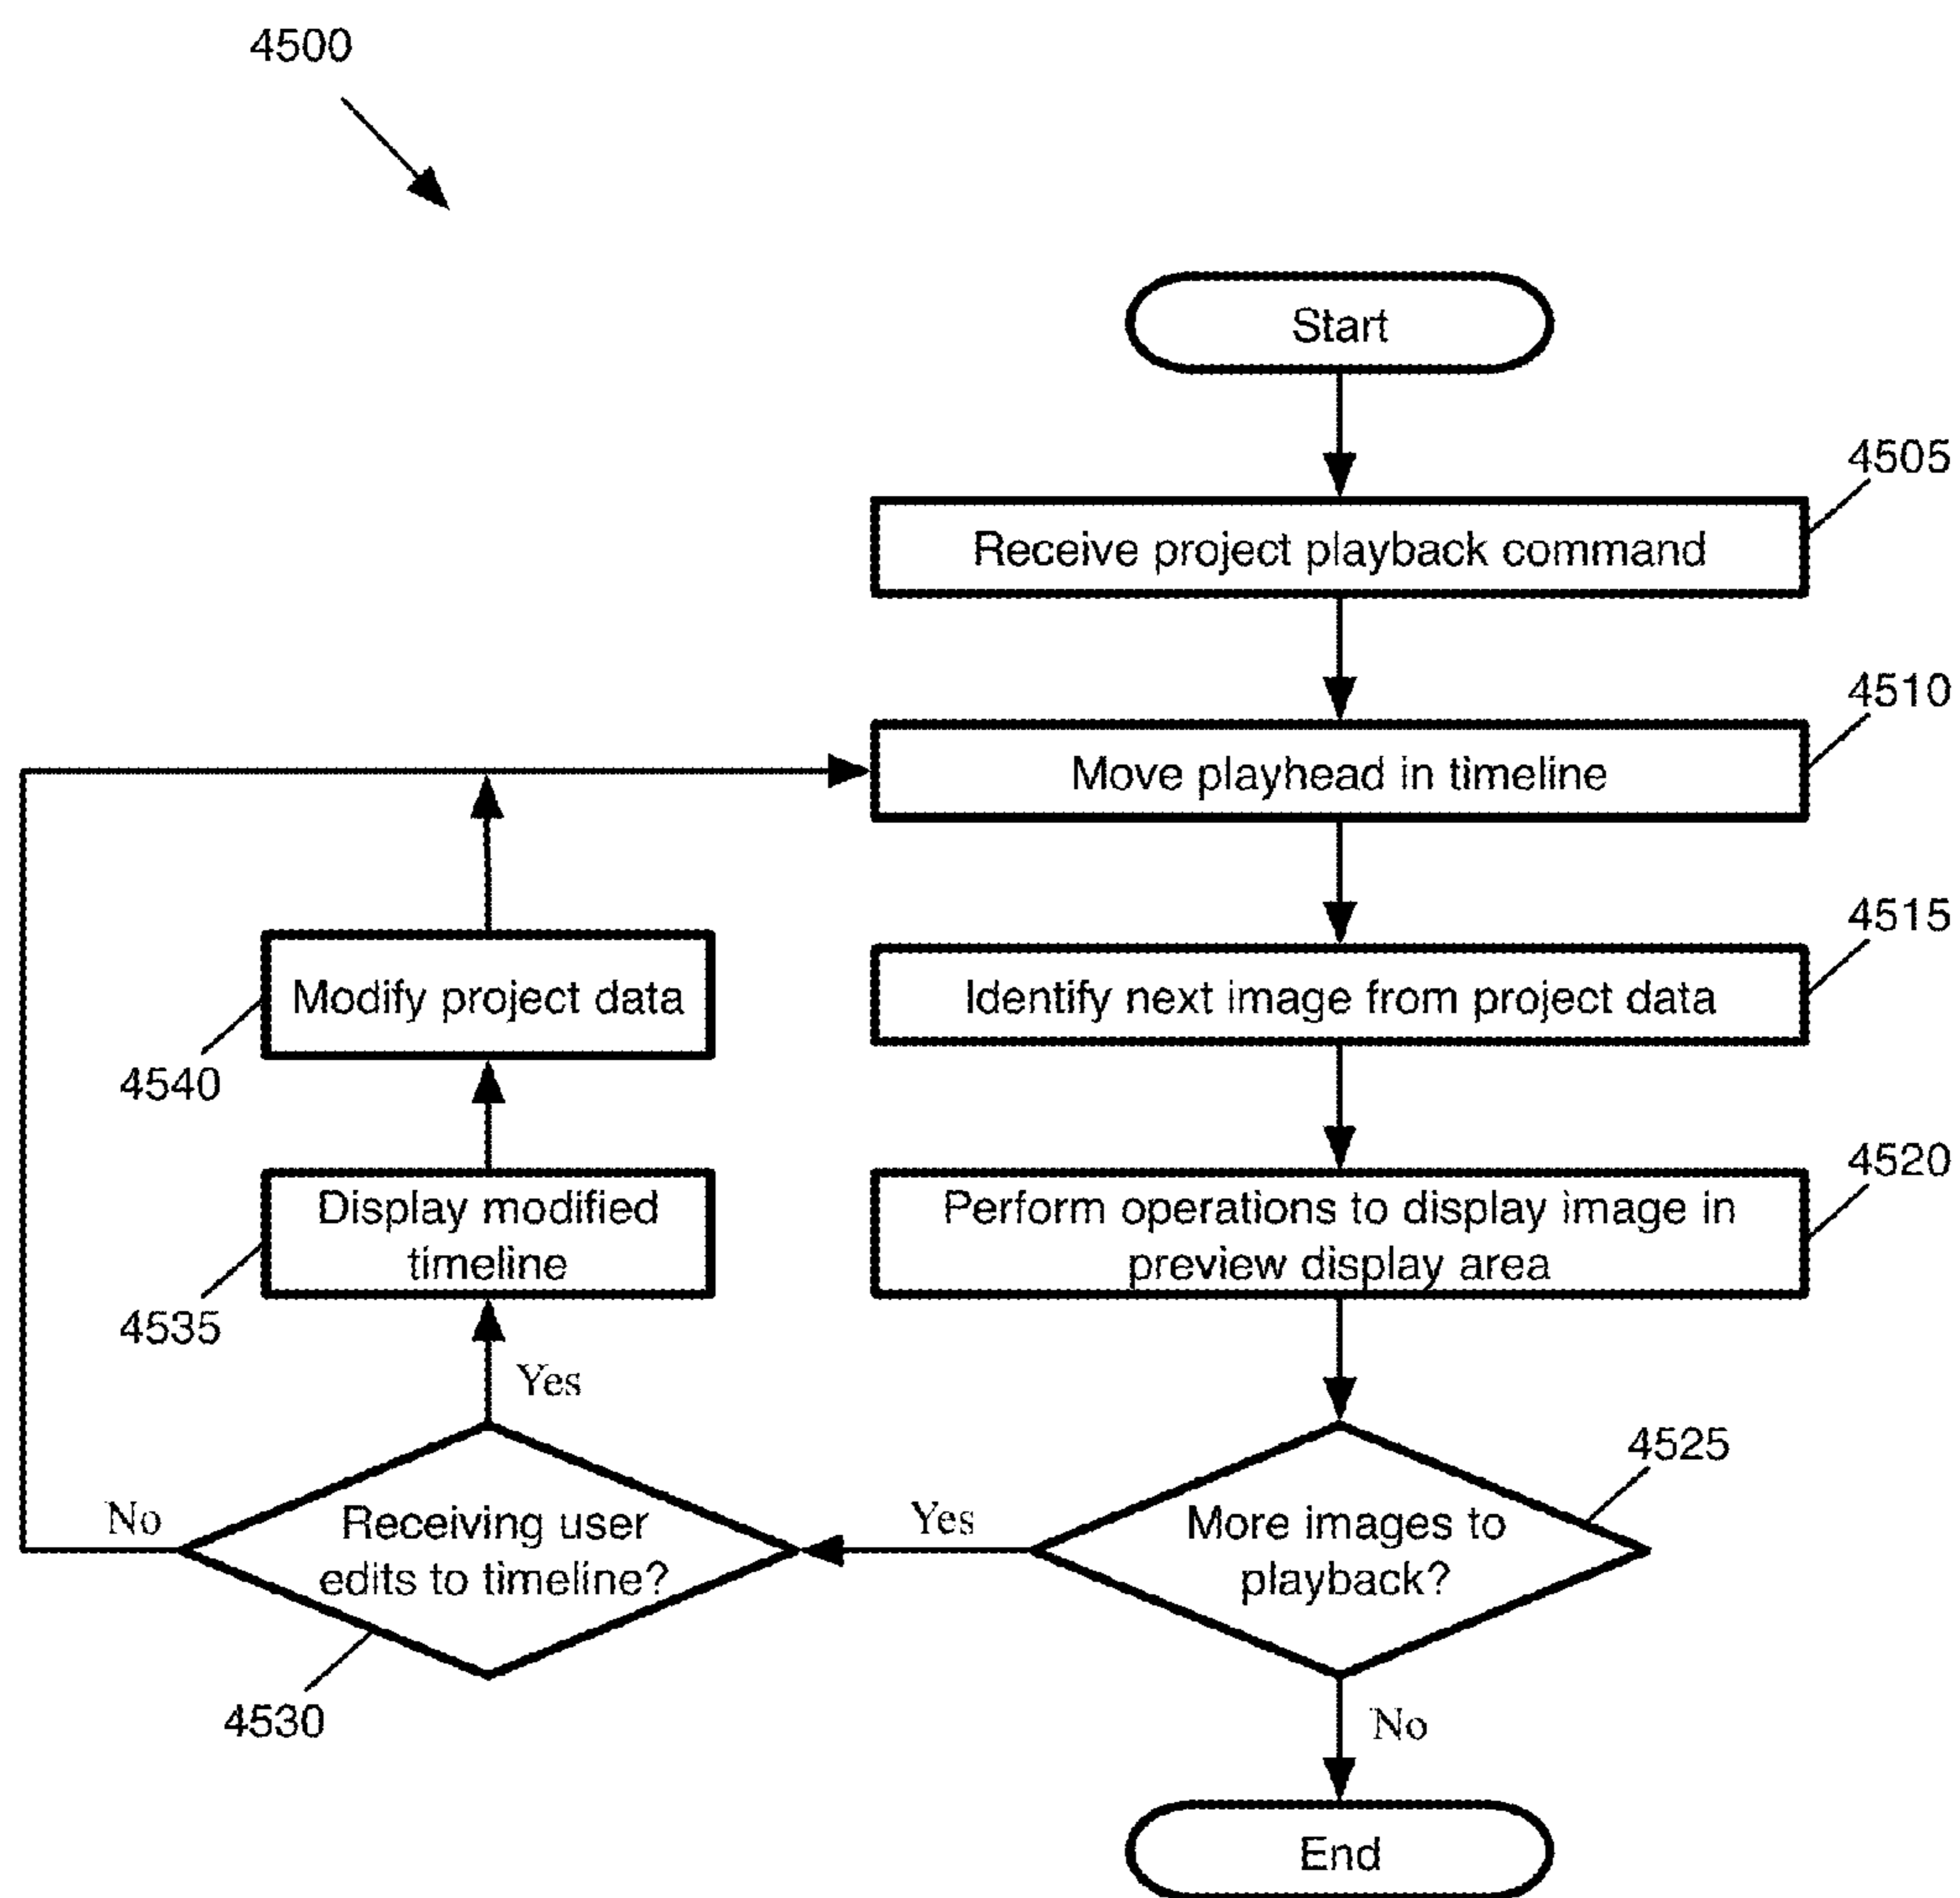 4500
Start
4505
Receive project playback command
4510
Move playhead in timeline
4515
Identify next image from project data
4520
Perform operations to display image in
preview display area
4525
More images to
playback?
Yes
No
4530
Receiving user
edits to timeline?
Yes
No
4535
Display modified
timeline
4540
Modify project data
End